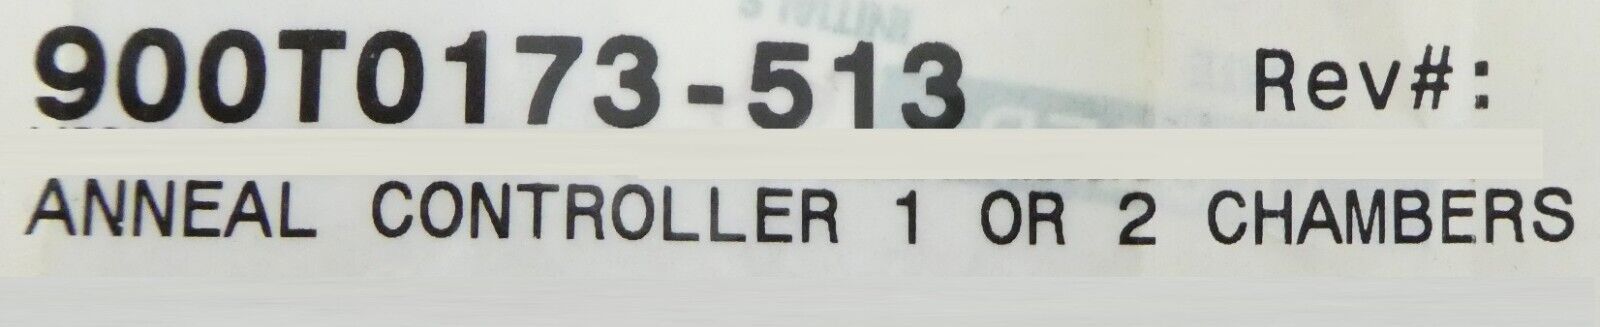 900T0173-513 Rev#:
ANNEAL CONTROLLER 1 OR 2 CHAMBERS